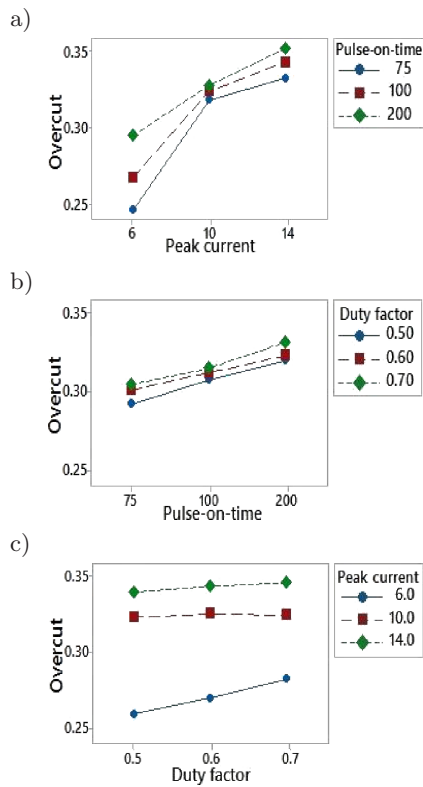 a)
Overcut
0.35
0.30
0.25
6 10 14
Peak current
Pulse-on-time
75
100
200
b)
Overcut
0.35
0.30
0.25
75 100 200
Pulse-on-time
Duty factor
0.50
0.60
0.70
c)
Overcut
0.35
0.30
0.25
0.5 0.6 0.7
Duty factor
Peak current
6.0
10.0
14.0